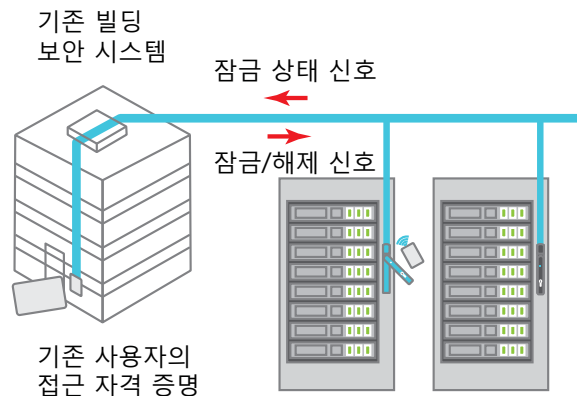 기존 빌딩
보안 시스템
잠금 상태 신호
잠금/해제 신호
기존 사용자의
접근 자격 증명